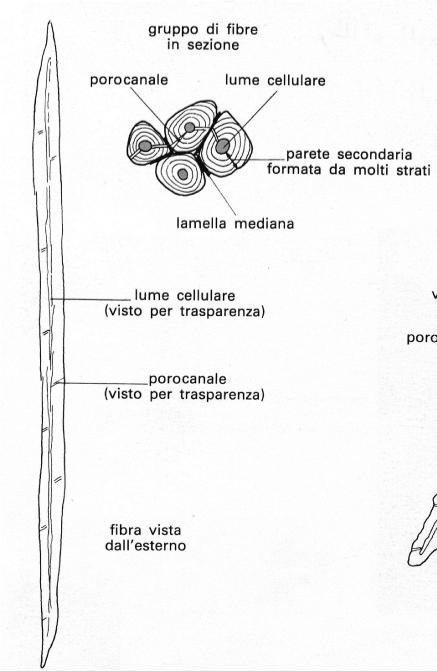 gruppo di fibre
in sezione
porocanale
lume cellulare
parete secondaria
formata da molti strati
lamella mediana
lume cellulare
(visto per trasparenza)
porocanale
(visto per trasparenza)
fibra vista
dall'esterno
v
poro